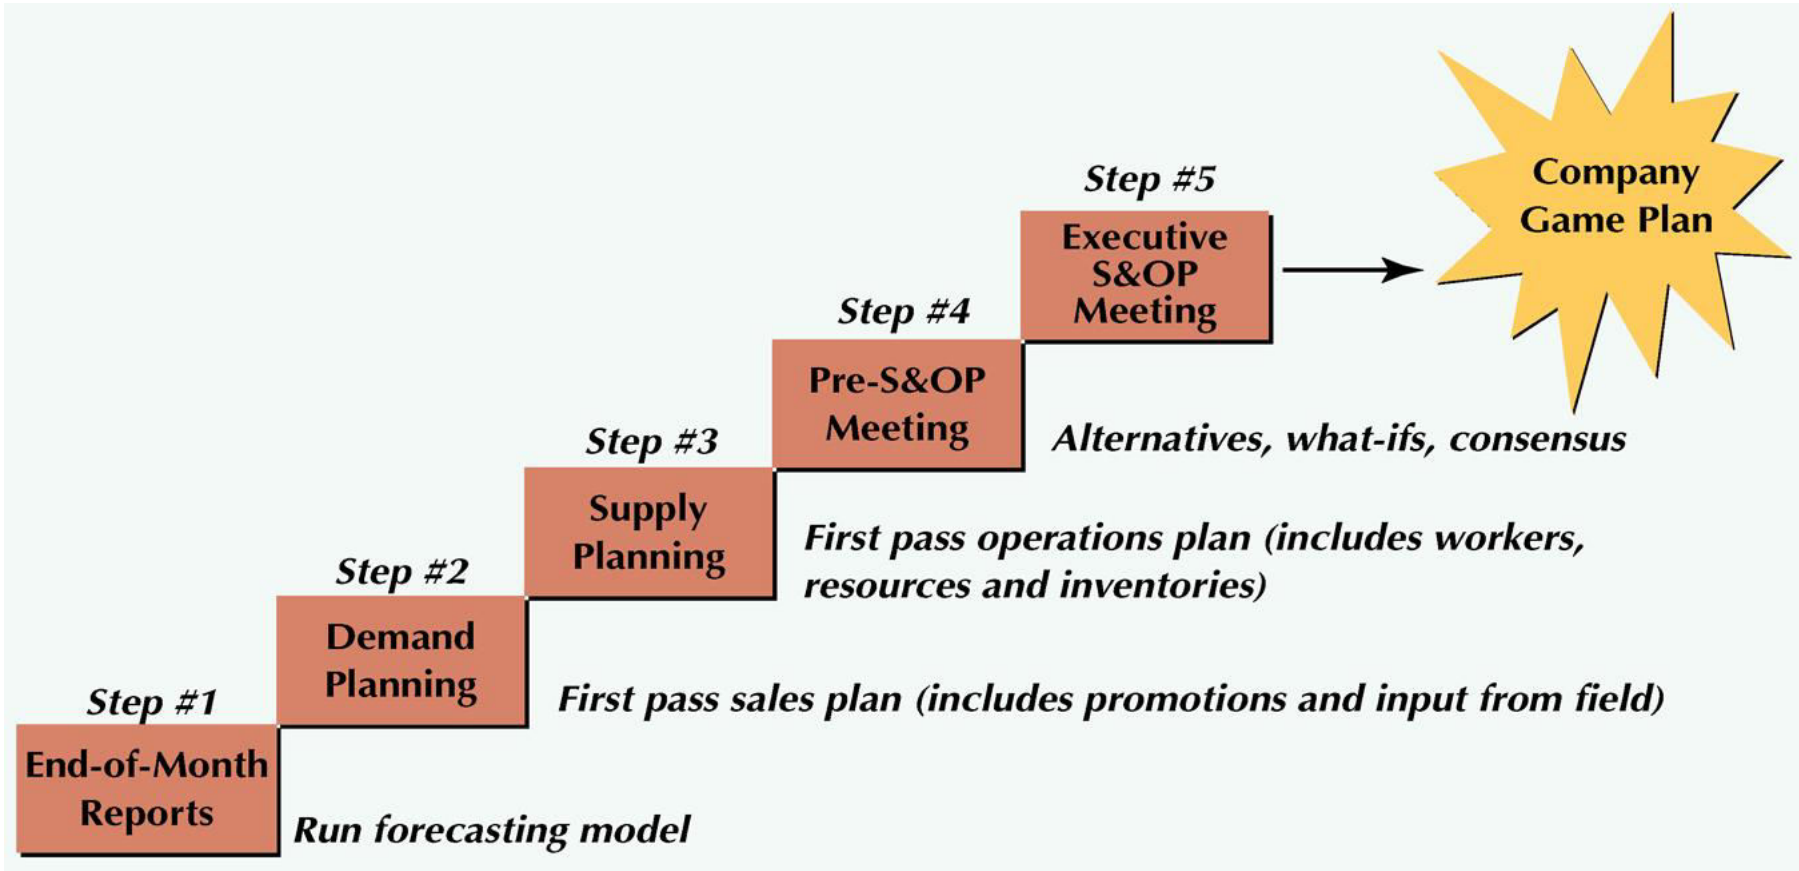 Step #1
End-of-Month
Reports
Run forecasting model
Step #2
Demand
Planning
First pass sales plan (includes promotions and input from field)
Step #3
Supply
Planning
First pass operations plan (includes workers,
resources and inventories)
Step #4
Pre-S&OP
Meeting
Alternatives, what-ifs, consensus
Step #5
Executive
S&OP
Meeting
Company
Game Plan